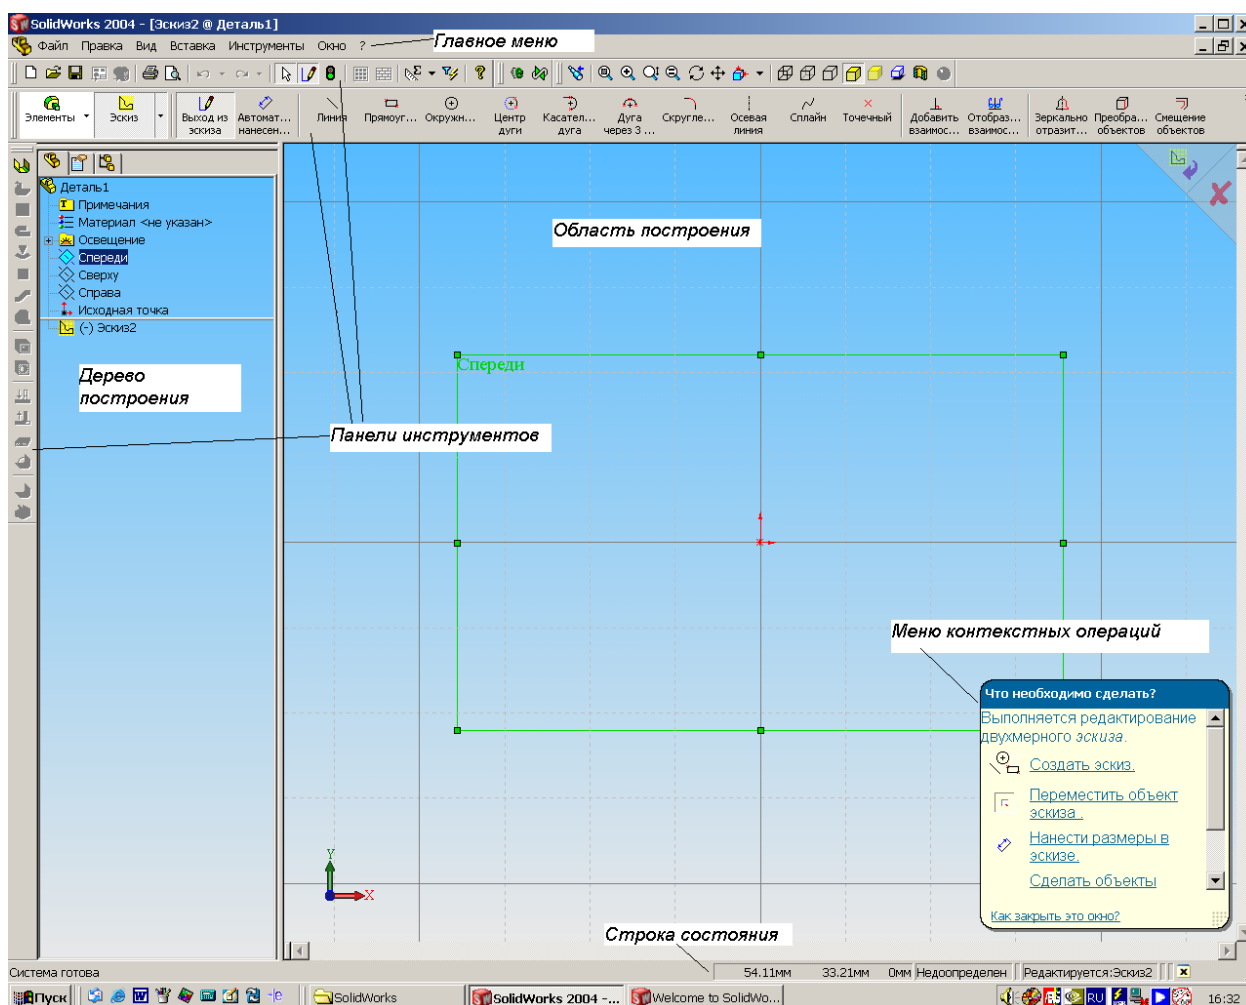 SolidWorks 2004 - [Эскиз2 @ Деталь1]
Файл Правка Вид Вставка Инструменты Окно ?
Главное меню
Элементы Эскиз Выход из эскиза Автомат... нанесен... Линия Прямоуг... Окружн... Центр дуги Касател... дуга Дуга через 3 ... Скругле... Осевая линия Сплайн Точечный Добавить взаимос... Отобраз... взаимос... Зеркально отразит... Преобра... объектов Смещение объектов
Деталь1
Примечания
Материал <не указан>
Освещение
Спереди
Сверху
Справа
Исходная точка
(-) Эскиз2
Область построения
Спереди
Дерево
построения
Панели инструментов
Меню контекстных операций
Что необходимо сделать?
Выполняется редактирование
двухмерного эскиза.
Создать эскиз.
Переместить объект
эскиза .
Нанести размеры в
эскизе.
Сделать объекты
Как закрыть это окно?
Y
X
Строка состояния
Система готова 54.11мм 33.21мм 0мм Недоопределен Редактируется:Эскиз2
Пуск SolidWorks SolidWorks 2004 -... Welcome to SolidWo... RU 16:32